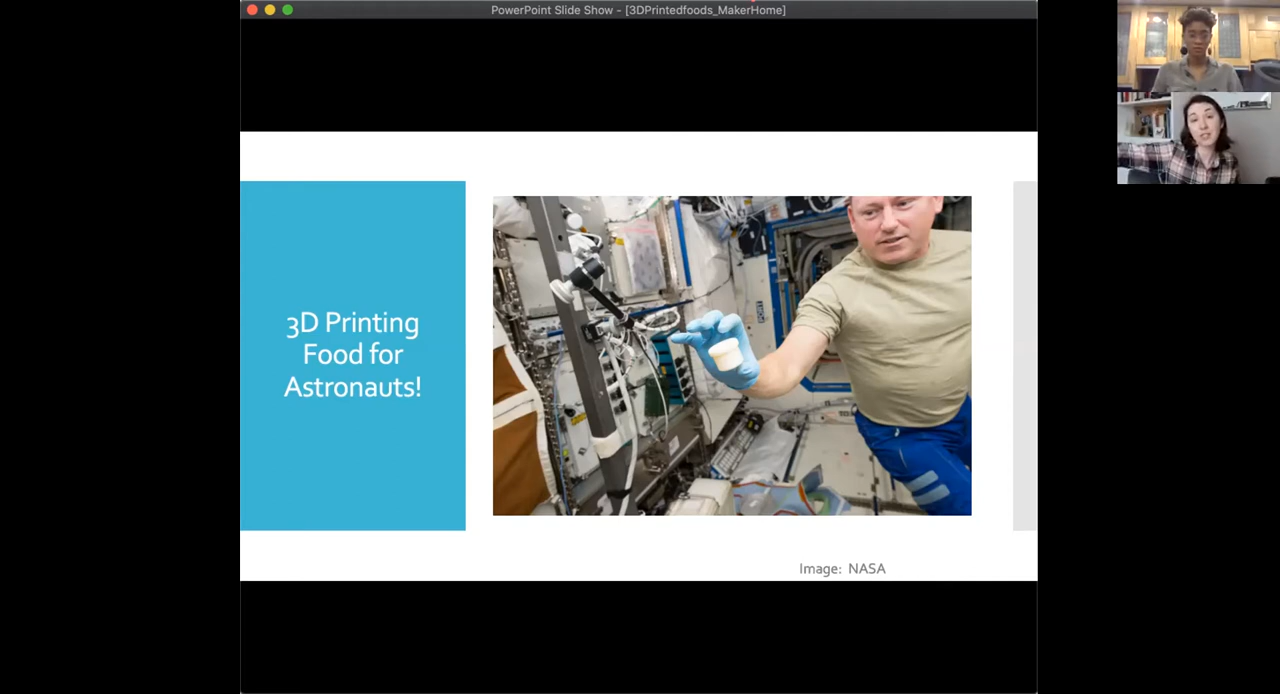 PowerPoint Slide Show - [3DPrintedfoods_MakerHome]
3D Printing
Food for
Astronauts!
Image: NASA